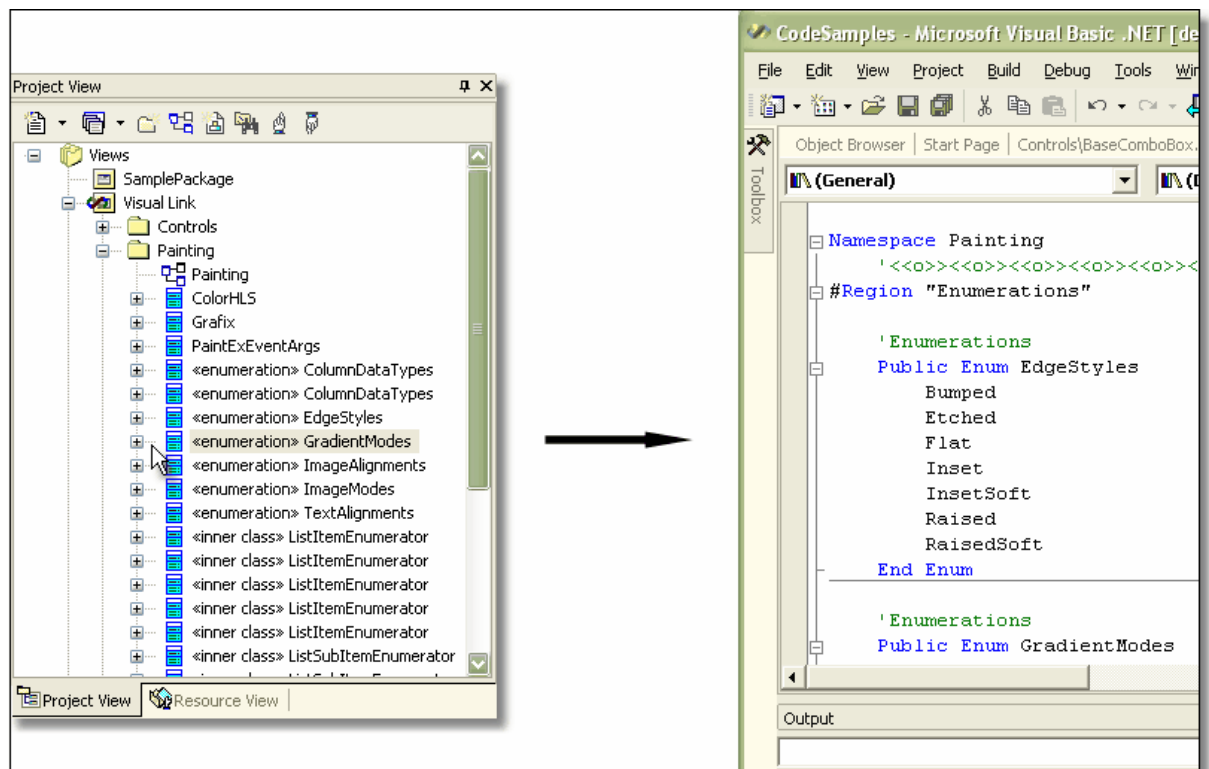 Project View
Views
SamplePackage
Visual Link
Controls
Painting
Painting
ColorHLS
Grafix
PaintExEventArgs
«enumeration» ColumnDataTypes
«enumeration» ColumnDataTypes
«enumeration» EdgeStyles
«enumeration» GradientModes
«enumeration» ImageAlignments
«enumeration» ImageModes
«enumeration» TextAlignments
«inner class» ListItemEnumerator
«inner class» ListItemEnumerator
«inner class» ListItemEnumerator
«inner class» ListItemEnumerator
«inner class» ListItemEnumerator
«inner class» ListSubItemEnumerator
Project View Resource View
CodeSamples - Microsoft Visual Basic .NET [de
File Edit View Project Build Debug Tools Wi
Toolbox
Object Browser Start Page Controls\BaseComboBox.
(General)
Namespace Painting
'<<o>><<o>><<o>><<o>><<o>><
#Region "Enumerations"
'Enumerations
Public Enum EdgeStyles
Bumped
Etched
Flat
Inset
InsetSoft
Raised
RaisedSoft
End Enum
'Enumerations
Public Enum GradientModes
Output